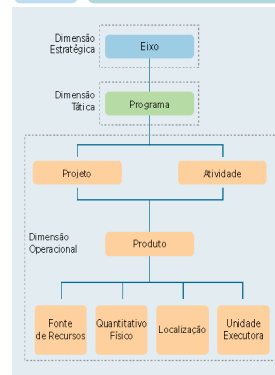 Dimensão
Estratégica
Eixo
Dimensão
Tática
Programa
Projeto
Atividade
Dimensão
Operacional
Produto
Fonte
de Recursos
Quantitativo
Físico
Localização
Unidade
Executora